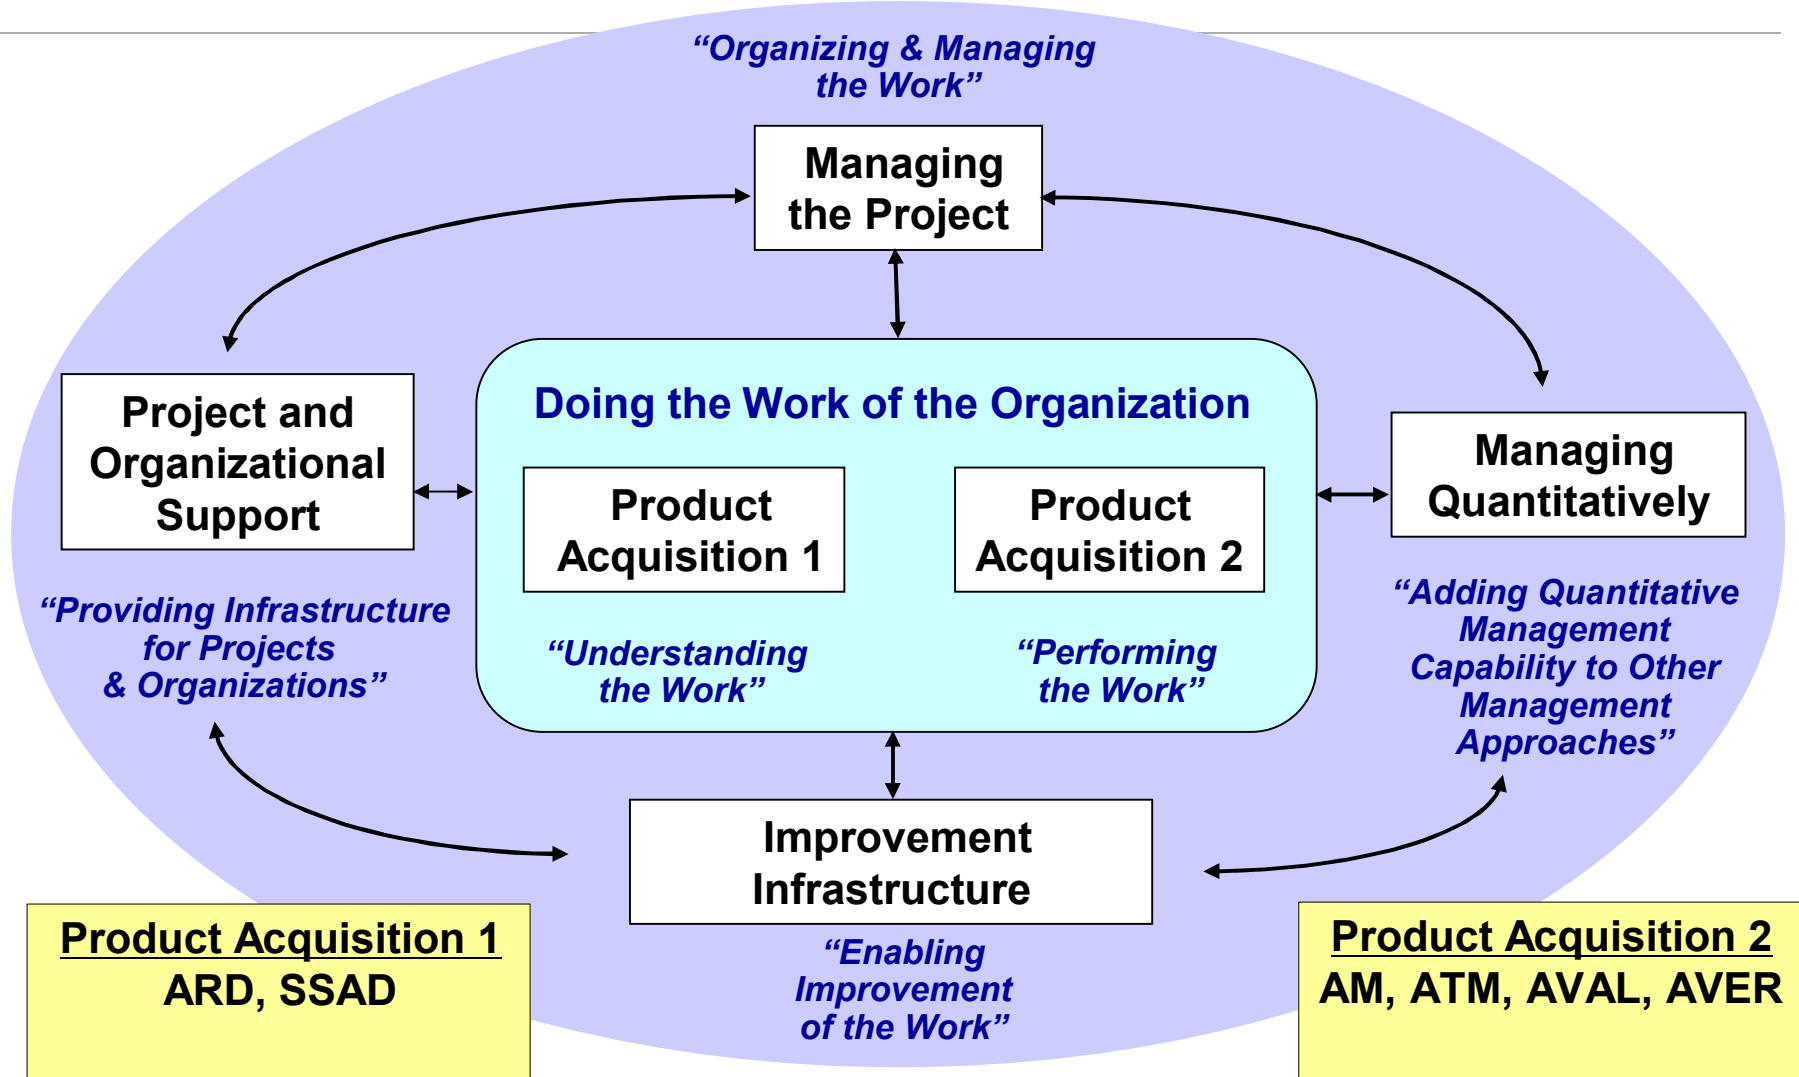 “Organizing & Managing
the Work”
Managing
the Project
Project and
Organizational
Support
“Providing Infrastructure
for Projects
& Organizations”
Doing the Work of the Organization
Product
Acquisition 1
“Understanding
the Work”
Product
Acquisition 2
“Performing
the Work”
Managing
Quantitatively
“Adding Quantitative
Management
Capability to Other
Management
Approaches”
Improvement
Infrastructure
“Enabling
Improvement
of the Work”
Product Acquisition 1
ARD, SSAD
Product Acquisition 2
AM, ATM, AVAL, AVER